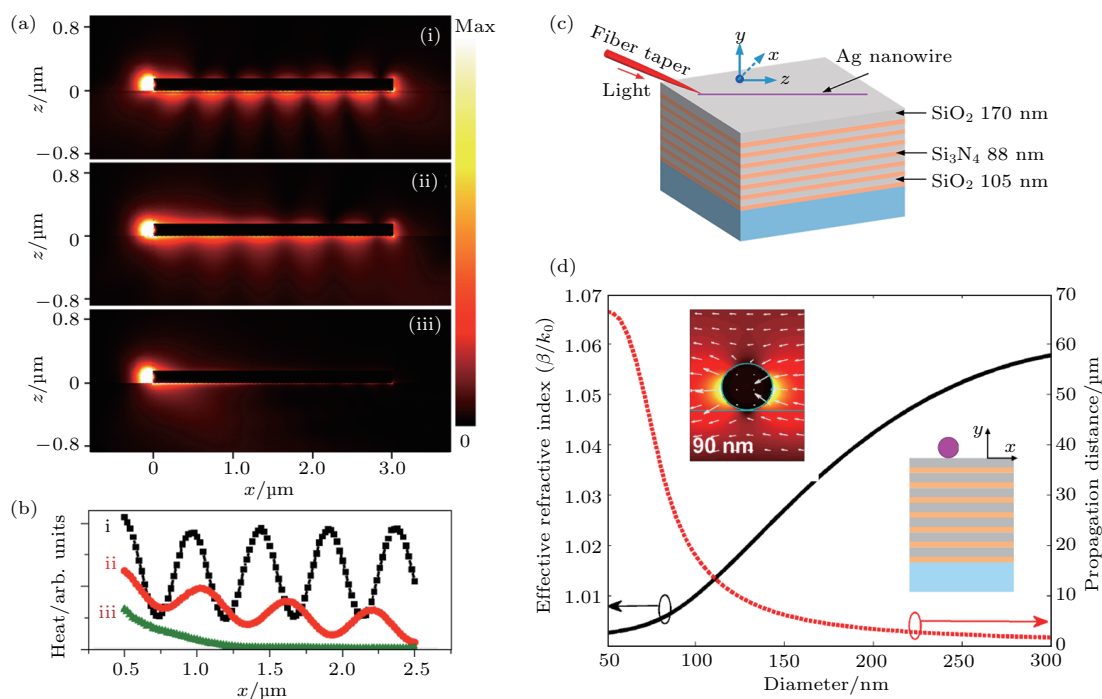 (a)
Max
(i)
0.8
0
−0.8
z/μm
(ii)
0.8
0
−0.8
z/μm
(iii)
0.8
0
−0.8
z/μm
0
0 1.0 2.0 3.0
x/μm
(b)
i
ii
iii
Heat/arb. units
0.5 1.0 1.5 2.0 2.5
x/μm
(c)
Fiber taper
Light
y
x
z
Ag nanowire
SiO2 170 nm
Si3N4 88 nm
SiO2 105 nm
(d)
Effective refractive index (β/k0)
1.07
1.06
1.05
1.04
1.03
1.02
1.01
90 nm
y
x
70
60
50
40
30
20
10
0
Propagation distance/μm
50 100 150 200 250 300
Diameter/nm